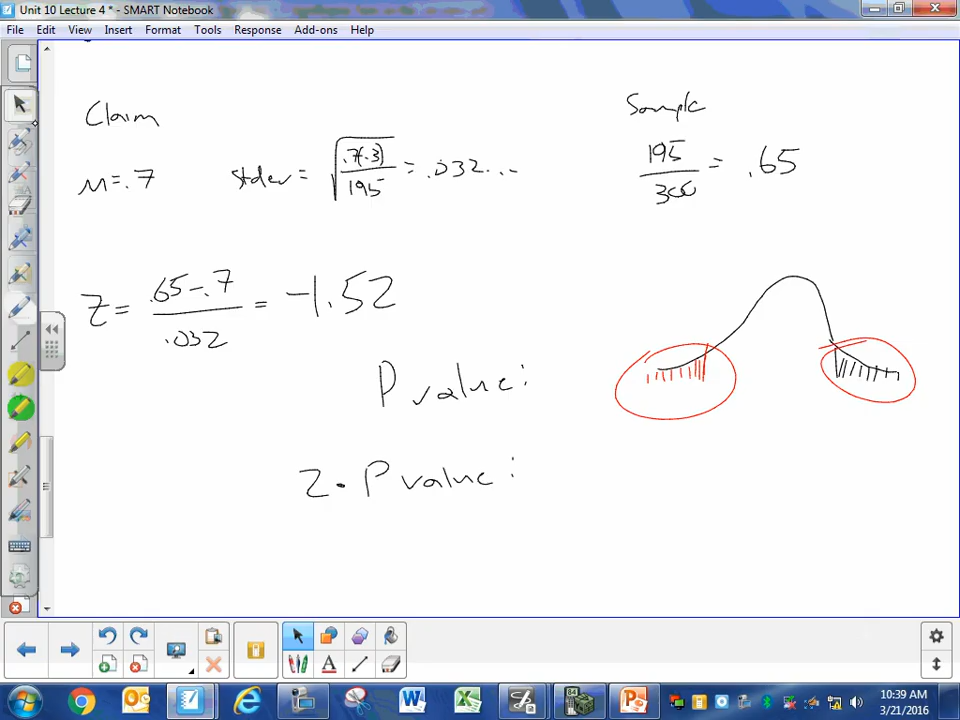 Unit 10 Lecture 4 * - SMART Notebook
File Edit View Insert Format Tools Response Add-ons Help
Claim
Sample
μ = .7
stdev = √(.7(.3)/195) = .032...
195/300 = .65
z = .65-.7/.032 = -1.52
P value:
2·P value:
10:39 AM
3/21/2016